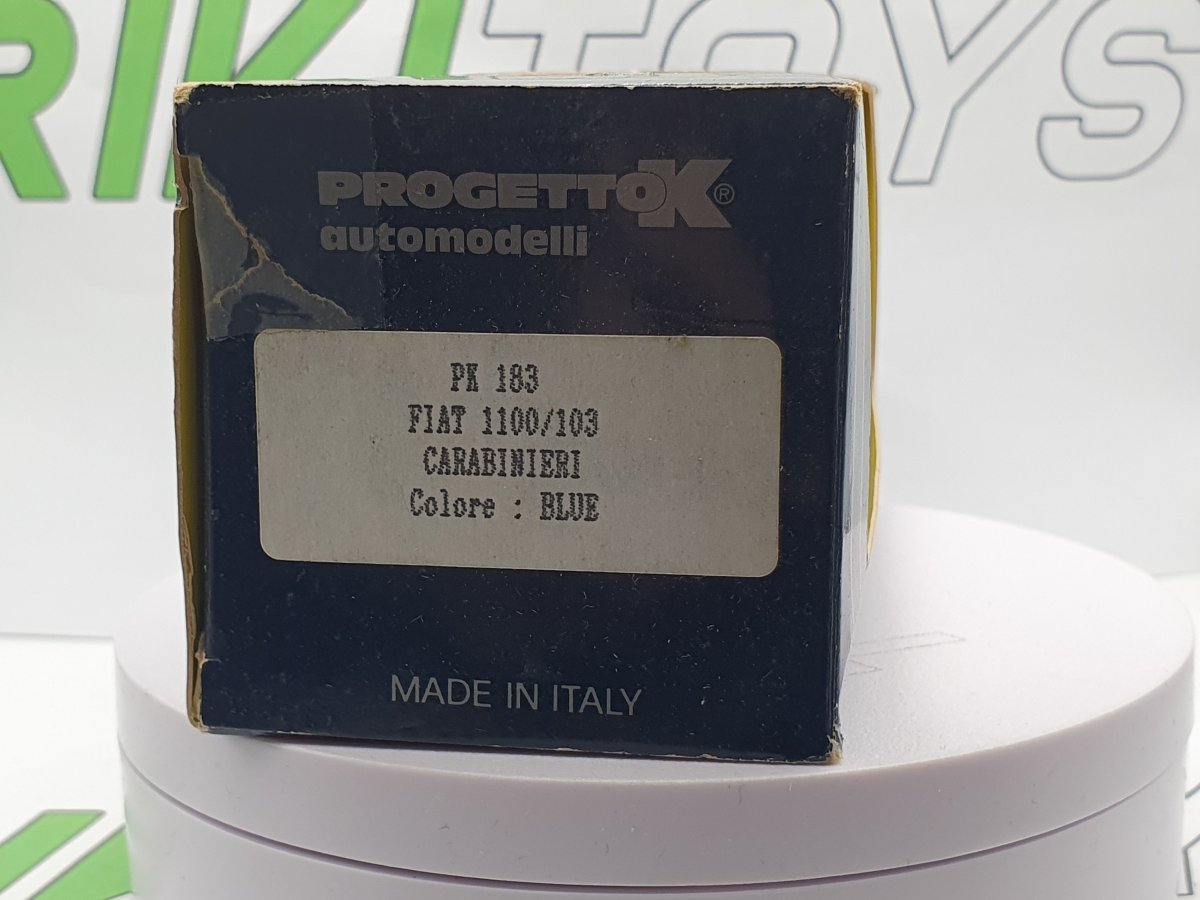 RIKITOYS
PROGETTOK®
automodelli
PK 183
FIAT 1100/103
CARABINIERI
Colore : BLUE
MADE IN ITALY